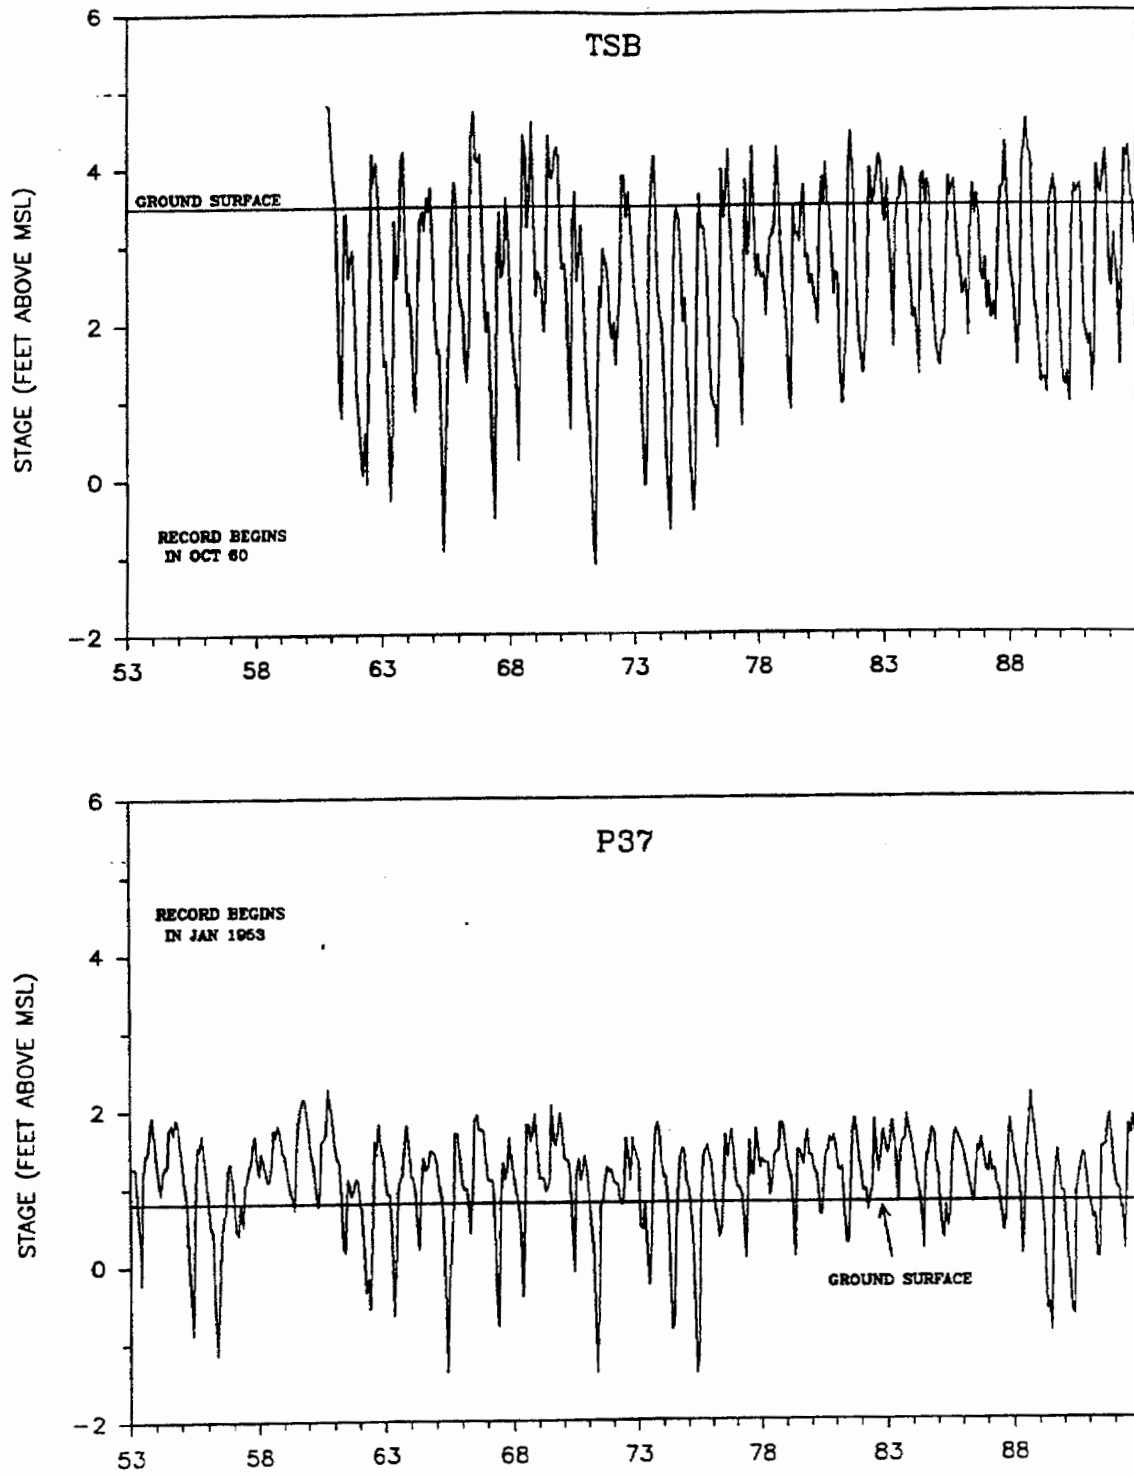 TSB
6
4
2
0
-2
STAGE (FEET ABOVE MSL)
GROUND SURFACE
RECORD BEGINS
IN OCT 60
53 58 63 68 73 78 83 88
P37
6
4
2
0
-2
STAGE (FEET ABOVE MSL)
RECORD BEGINS
IN JAN 1953
GROUND SURFACE
53 58 63 68 73 78 83 88